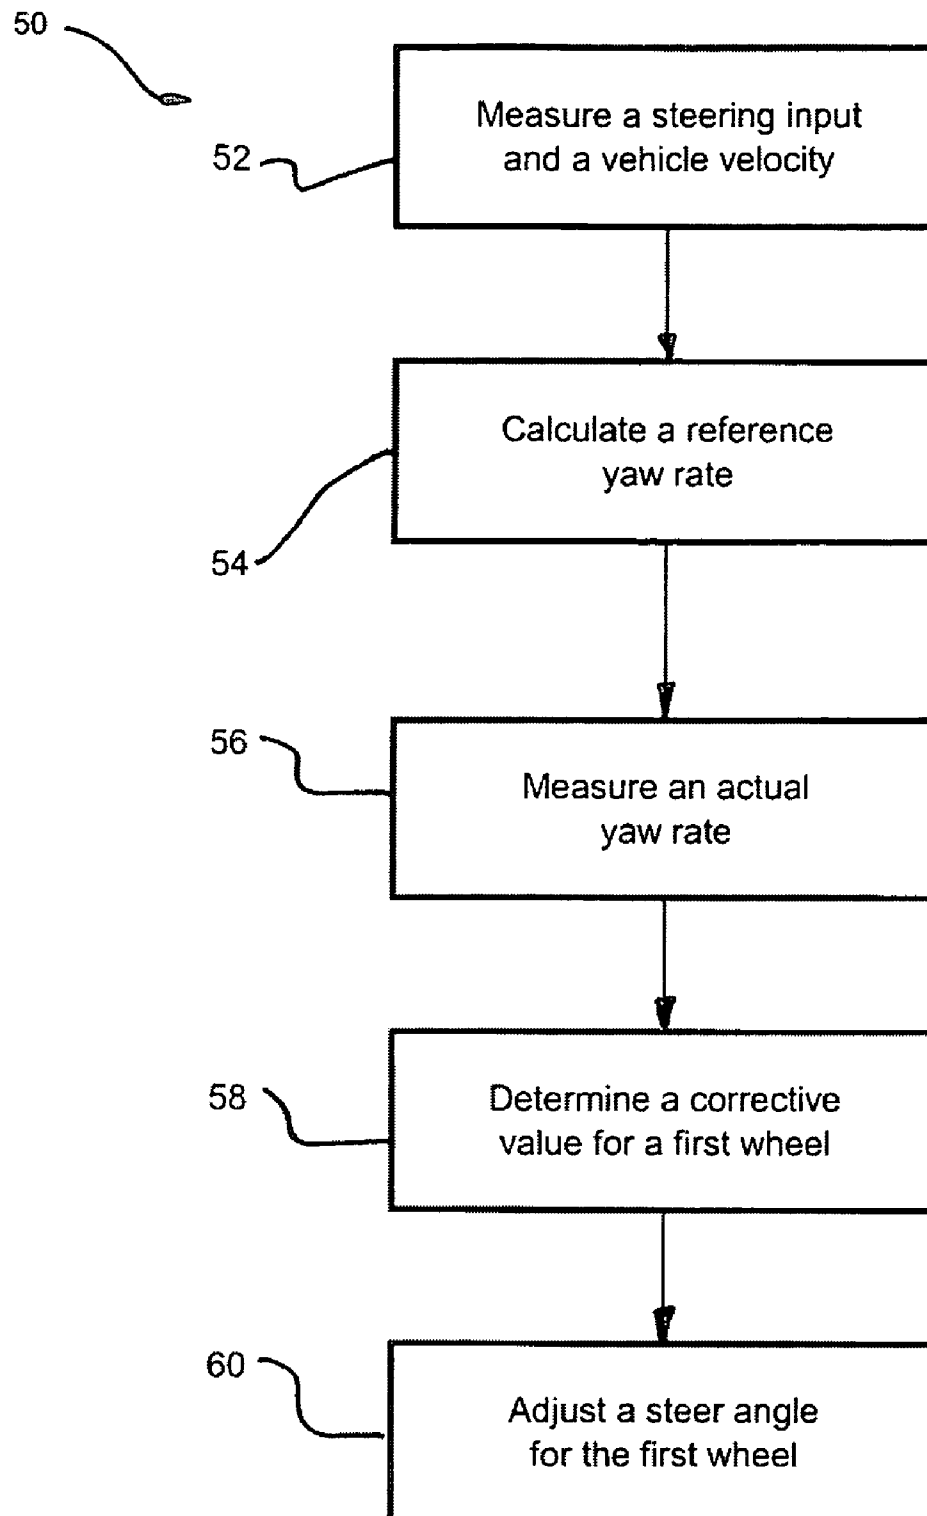 50
52
Measure a steering input
and a vehicle velocity
54
Calculate a reference
yaw rate
56
Measure an actual
yaw rate
58
Determine a corrective
value for a first wheel
60
Adjust a steer angle
for the first wheel